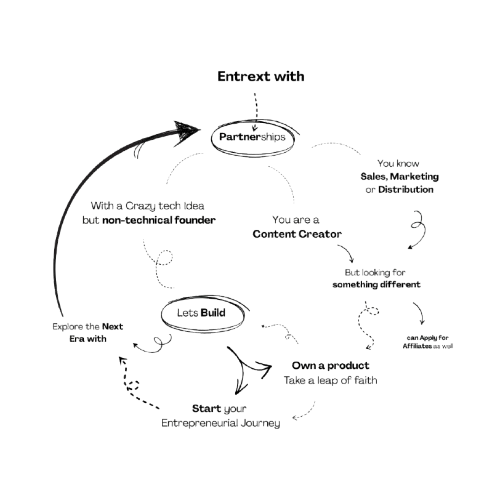 Entrext with
Partnerships
You know
Sales, Marketing
or Distribution
With a Crazy tech Idea
but non-technical founder
You are a
Content Creator
But looking for
something different
Lets Build
Explore the Next
Era with
can Apply for
Affiliates as well
Own a product
Take a leap of faith
Start your
Entrepreneurial Journey